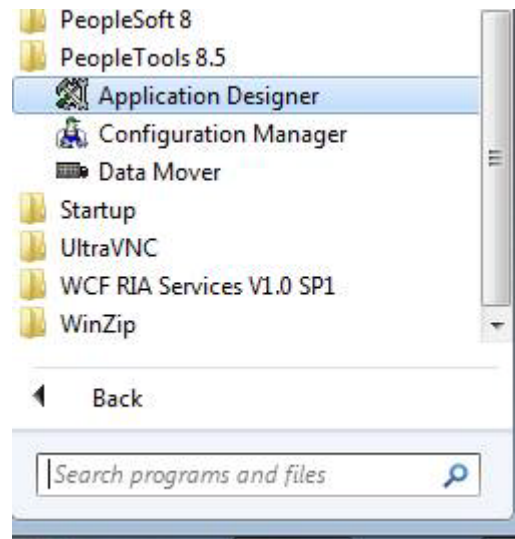 PeopleSoft 8
PeopleTools 8.5
Application Designer
Configuration Manager
Data Mover
Startup
UltraVNC
WCF RIA Services V1.0 SP1
WinZip
Back
Search programs and files